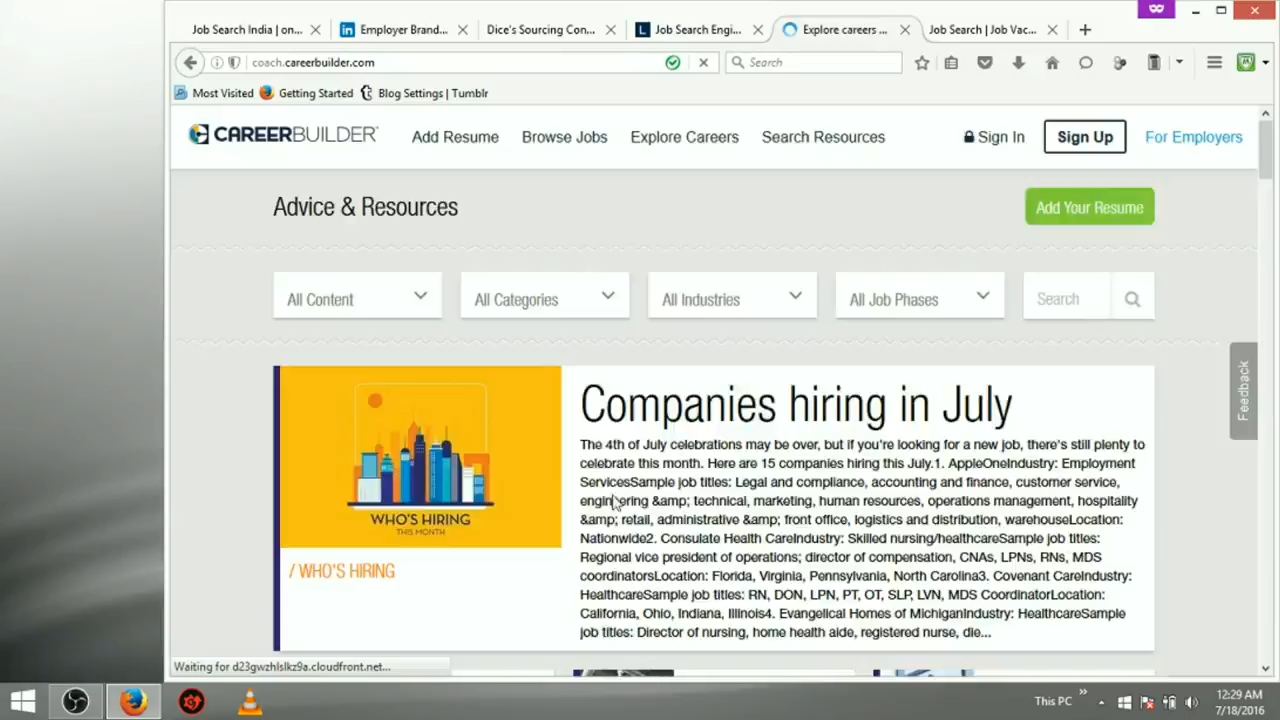 Job Search India | on...
Employer Brand...
Dice's Sourcing Con...
Job Search Engi...
Explore careers ...
Job Search | Job Vac...
coach.careerbuilder.com
Search
Most Visited
Getting Started
Blog Settings | Tumblr
CAREERBUILDER
Add Resume
Browse Jobs
Explore Careers
Search Resources
Sign In
Sign Up
For Employers
Advice & Resources
Add Your Resume
All Content
All Categories
All Industries
All Job Phases
Search
Feedback
WHO'S HIRING
THIS MONTH
/ WHO'S HIRING
Companies hiring in July
The 4th of July celebrations may be over, but if you're looking for a new job, there's still plenty to
celebrate this month. Here are 15 companies hiring this July.1. AppleOneIndustry: Employment
ServicesSample job titles: Legal and compliance, accounting and finance, customer service,
engineering &amp; technical, marketing, human resources, operations management, hospitality
&amp; retail, administrative &amp; front office, logistics and distribution, warehouseLocation:
Nationwide2. Consulate Health CareIndustry: Skilled nursing/healthcareSample job titles:
Regional vice president of operations; director of compensation, CNAs, LPNs, RNs, MDS
coordinatorsLocation: Florida, Virginia, Pennsylvania, North Carolina3. Covenant CareIndustry:
HealthcareSample job titles: RN, DON, LPN, PT, OT, SLP, LVN, MDS CoordinatorLocation:
California, Ohio, Indiana, Illinois4. Evangelical Homes of MichiganIndustry: HealthcareSample
job titles: Director of nursing, home health aide, registered nurse, die...
Waiting for d23gwzhlslkz9a.cloudfront.net...
This PC
12:29 AM
7/18/2016